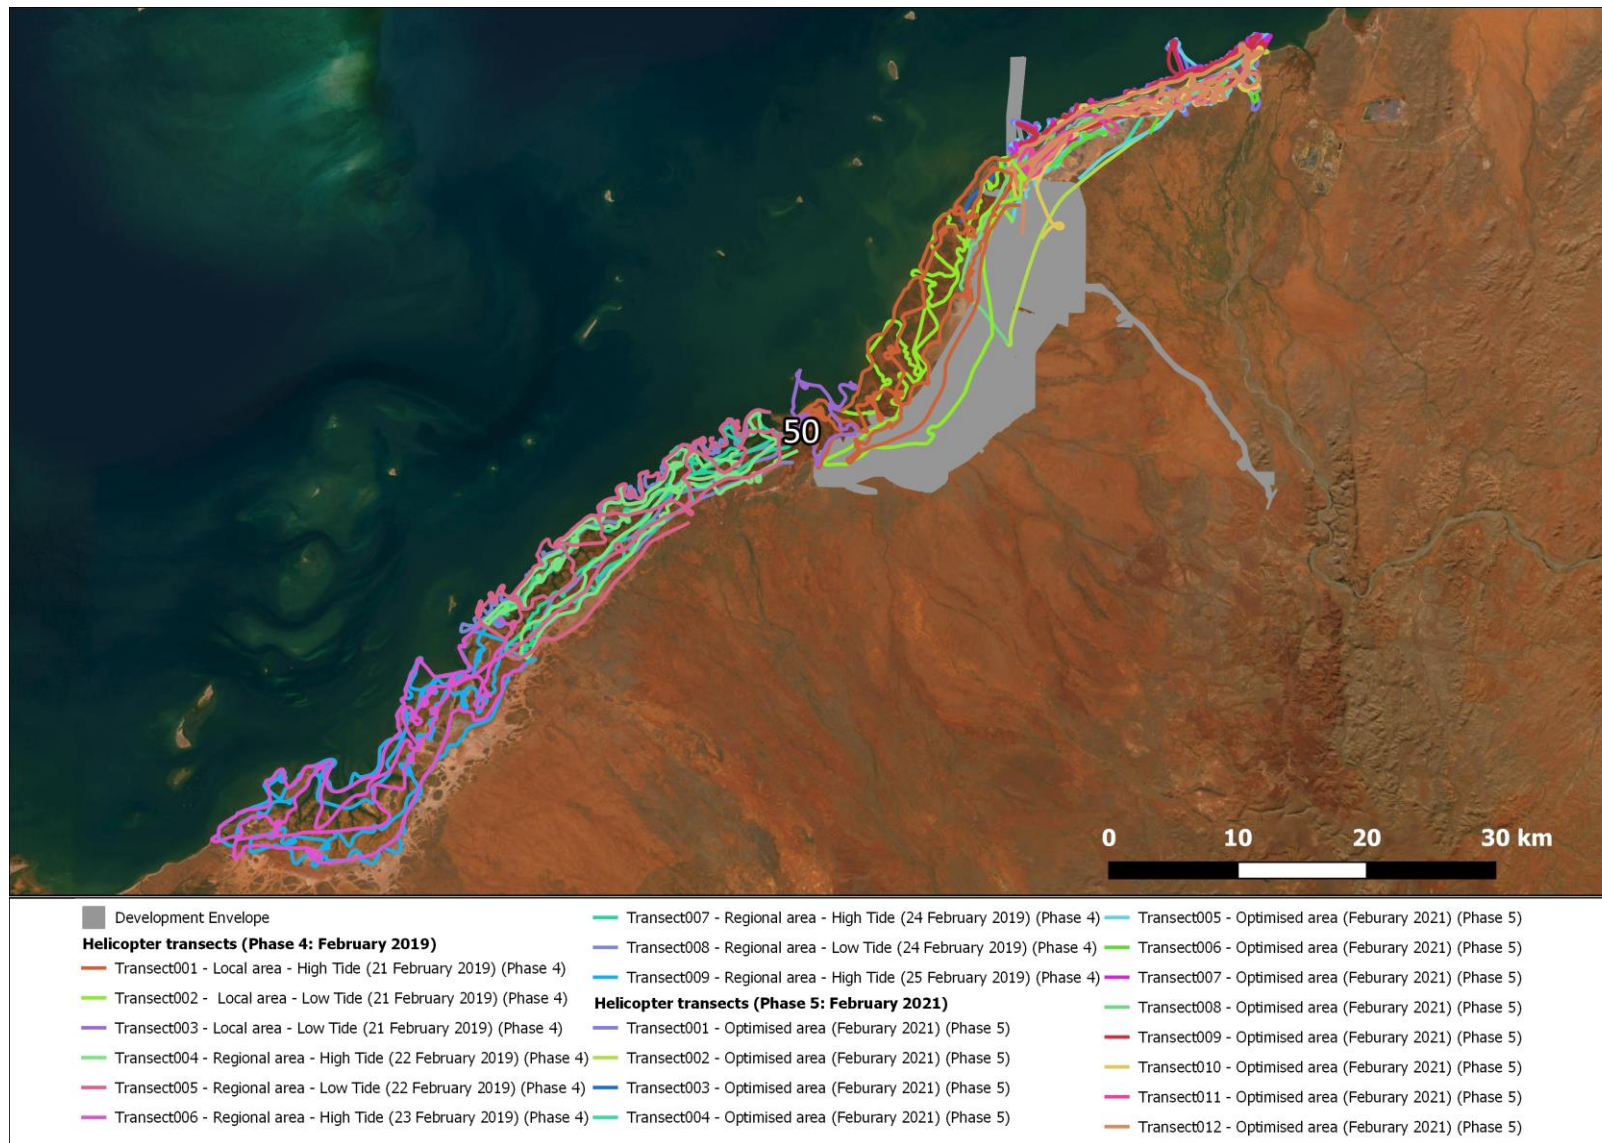 50
0 10 20 30 km
Development Envelope
Helicopter transects (Phase 4: February 2019)
Transect001 - Local area - High Tide (21 February 2019) (Phase 4)
Transect002 - Local area - Low Tide (21 February 2019) (Phase 4)
Transect003 - Local area - Low Tide (21 February 2019) (Phase 4)
Transect004 - Regional area - High Tide (22 February 2019) (Phase 4)
Transect005 - Regional area - Low Tide (22 February 2019) (Phase 4)
Transect006 - Regional area - High Tide (23 February 2019) (Phase 4)
Transect007 - Regional area - High Tide (24 February 2019) (Phase 4)
Transect008 - Regional area - Low Tide (24 February 2019) (Phase 4)
Transect009 - Regional area - High Tide (25 February 2019) (Phase 4)
Helicopter transects (Phase 5: February 2021)
Transect001 - Optimised area (Feburary 2021) (Phase 5)
Transect002 - Optimised area (Feburary 2021) (Phase 5)
Transect003 - Optimised area (Feburary 2021) (Phase 5)
Transect004 - Optimised area (Feburary 2021) (Phase 5)
Transect005 - Optimised area (Feburary 2021) (Phase 5)
Transect006 - Optimised area (Feburary 2021) (Phase 5)
Transect007 - Optimised area (Feburary 2021) (Phase 5)
Transect008 - Optimised area (Feburary 2021) (Phase 5)
Transect009 - Optimised area (Feburary 2021) (Phase 5)
Transect010 - Optimised area (Feburary 2021) (Phase 5)
Transect011 - Optimised area (Feburary 2021) (Phase 5)
Transect012 - Optimised area (Feburary 2021) (Phase 5)